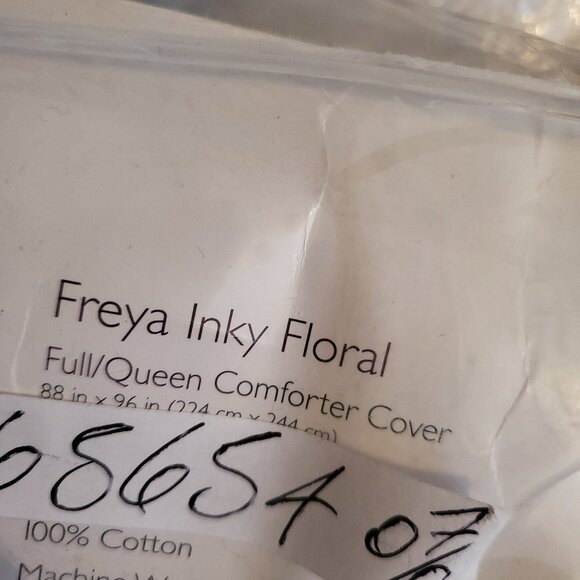 Freya Inky Floral
Full/Queen Comforter Cover
88 in x 96 in (224 cm x 244 cm)
68654 07/
100% Cotton
Machine